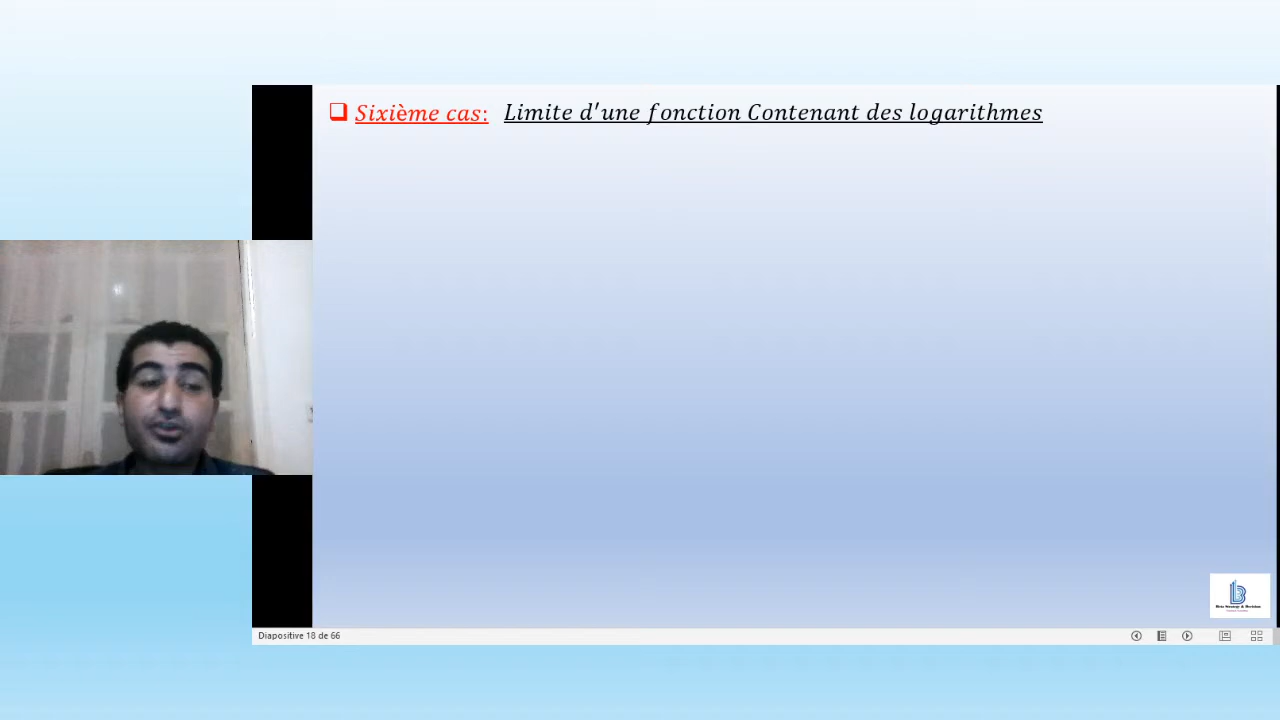 Sixième cas: Limite d'une fonction Contenant des logarithmes
Diapositive 18 de 66